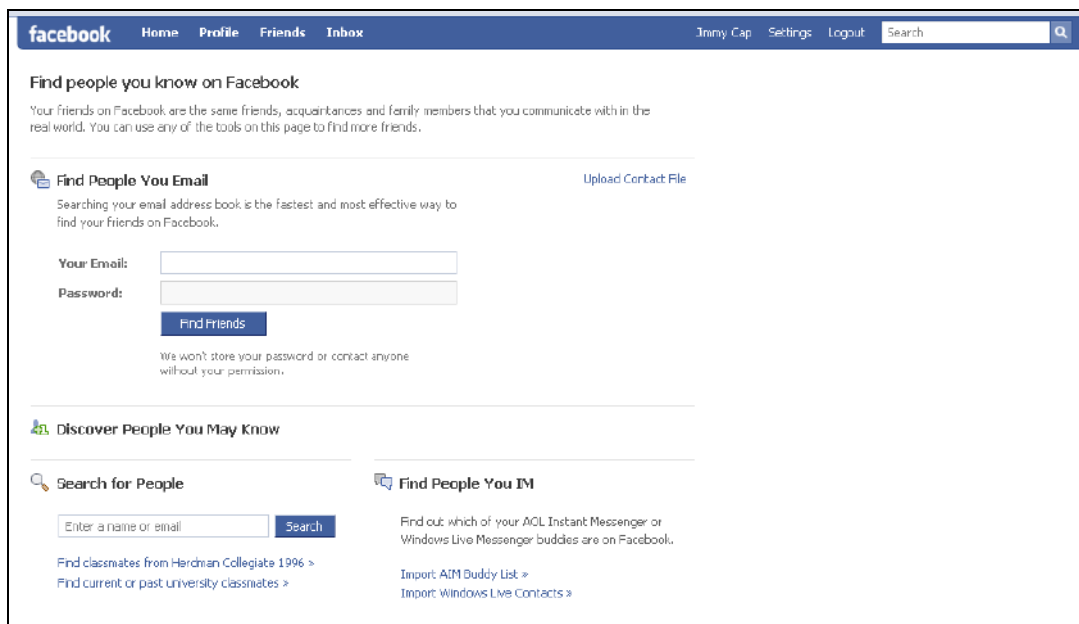 facebook Home Profile Friends Inbox Jimmy Cap Settings Logout Search
Find people you know on Facebook
Your friends on Facebook are the same friends, acquaintances and family members that you communicate with in the
real world. You can use any of the tools on this page to find more friends.
Find People You Email Upload Contact File
Searching your email address book is the fastest and most effective way to
find your friends on Facebook.
Your Email:
Password:
Find Friends
We won't store your password or contact anyone
without your permission.
Discover People You May Know
Search for People
Enter a name or email Search
Find classmates from Herdman Collegiate 1996 »
Find current or past university classmates »
Find People You IM
Find out which of your AOL Instant Messenger or
Windows Live Messenger buddies are on Facebook.
Import AIM Buddy List »
Import Windows Live Contacts »